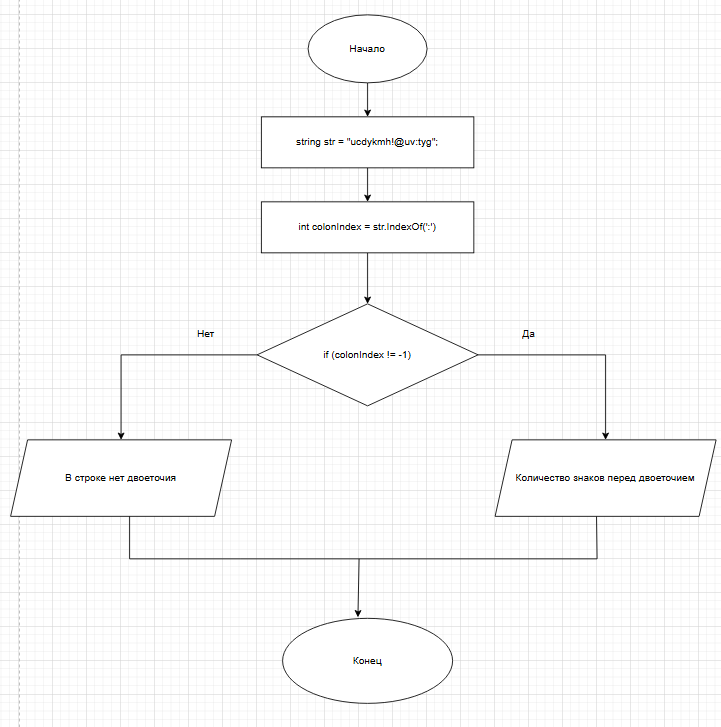 Начало
string str = "ucdykmh!@uv:tyg";
int colonIndex = str.IndexOf(':')
if (colonIndex != -1)
Нет
Да
В строке нет двоеточия
Количество знаков перед двоеточием
Конец